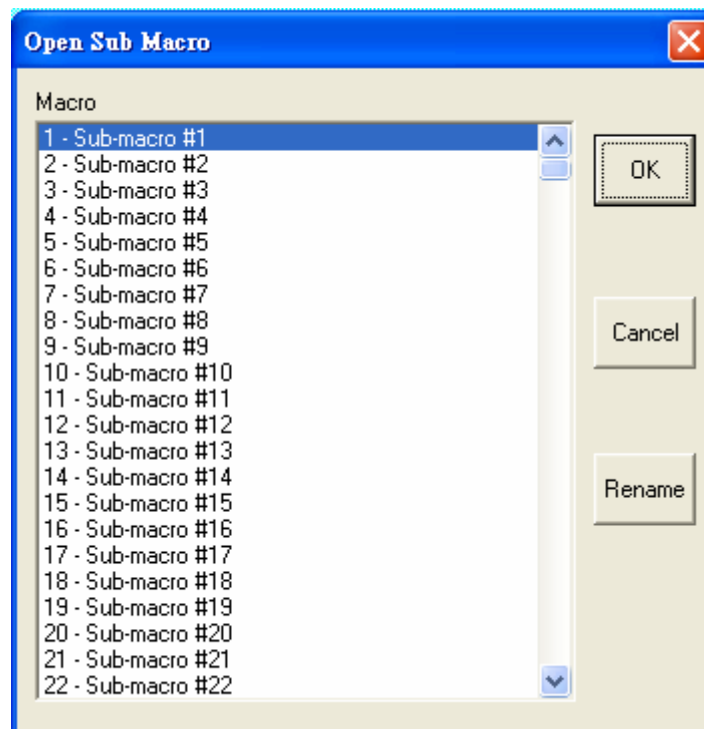 Open Sub Macro
Macro
1 - Sub-macro #1
2 - Sub-macro #2
3 - Sub-macro #3
4 - Sub-macro #4
5 - Sub-macro #5
6 - Sub-macro #6
7 - Sub-macro #7
8 - Sub-macro #8
9 - Sub-macro #9
10 - Sub-macro #10
11 - Sub-macro #11
12 - Sub-macro #12
13 - Sub-macro #13
14 - Sub-macro #14
15 - Sub-macro #15
16 - Sub-macro #16
17 - Sub-macro #17
18 - Sub-macro #18
19 - Sub-macro #19
20 - Sub-macro #20
21 - Sub-macro #21
22 - Sub-macro #22
OK
Cancel
Rename